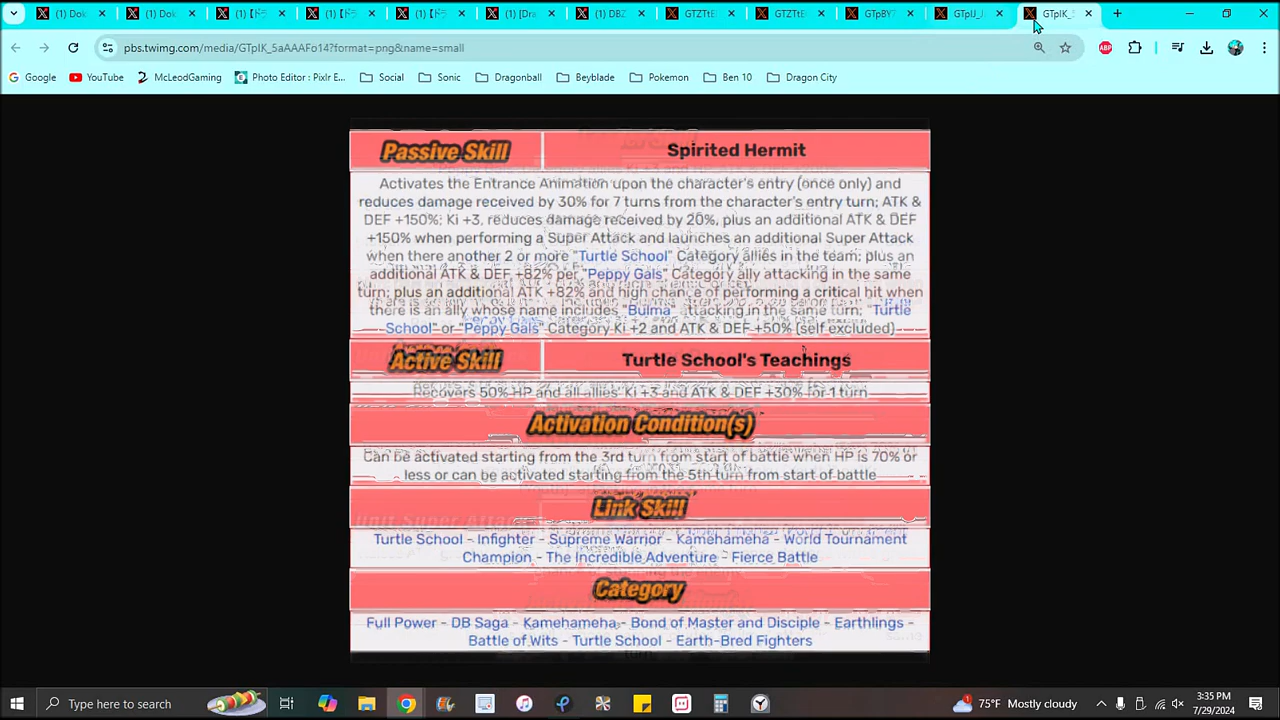 (1) Dok
(1) Dok
(1) 【ドラ
(1) 【ドラ
(1) 【ドラ
(1) [Dra
(1) DBZ
GTZTtE
GTZTtE
GTpBY7
GTpIJ_J
GTpIK_5
pbs.twimg.com/media/GTpIK_5aAAAFo14?format=png&name=small
ABP
Google
YouTube
McLeodGaming
Photo Editor : Pixlr E...
Social
Sonic
Dragonball
Beyblade
Pokemon
Ben 10
Dragon City
Passive Skill
Spirited Hermit
Activates the Entrance Animation upon the character's entry (once only) and
reduces damage received by 30% for 7 turns from the character's entry turn; ATK &
DEF +150%; Ki +3, reduces damage received by 20%, plus an additional ATK & DEF
+150% when performing a Super Attack and launches an additional Super Attack
when there another 2 or more "Turtle School" Category allies in the team; plus an
additional ATK & DEF +82% per "Peppy Gals" Category ally attacking in the same
turn; plus an additional ATK +82% and high chance of performing a critical hit when
there is an ally whose name includes "Bulma" attacking in the same turn; "Turtle
School" or "Peppy Gals" Category Ki +2 and ATK & DEF +50% (self excluded)
Active Skill
Turtle School's Teachings
Recovers 50% HP and all allies' Ki +3 and ATK & DEF +30% for 1 turn
Activation Condition(s)
Can be activated starting from the 3rd turn from start of battle when HP is 70% or
less or can be activated starting from the 5th turn from start of battle
Link Skill
Turtle School - Infighter - Supreme Warrior - Kamehameha - World Tournament
Champion - The Incredible Adventure - Fierce Battle
Category
Full Power - DB Saga - Kamehameha - Bond of Master and Disciple - Earthlings -
Battle of Wits - Turtle School - Earth-Bred Fighters
Type here to search
75°F Mostly cloudy
3:35 PM
7/29/2024